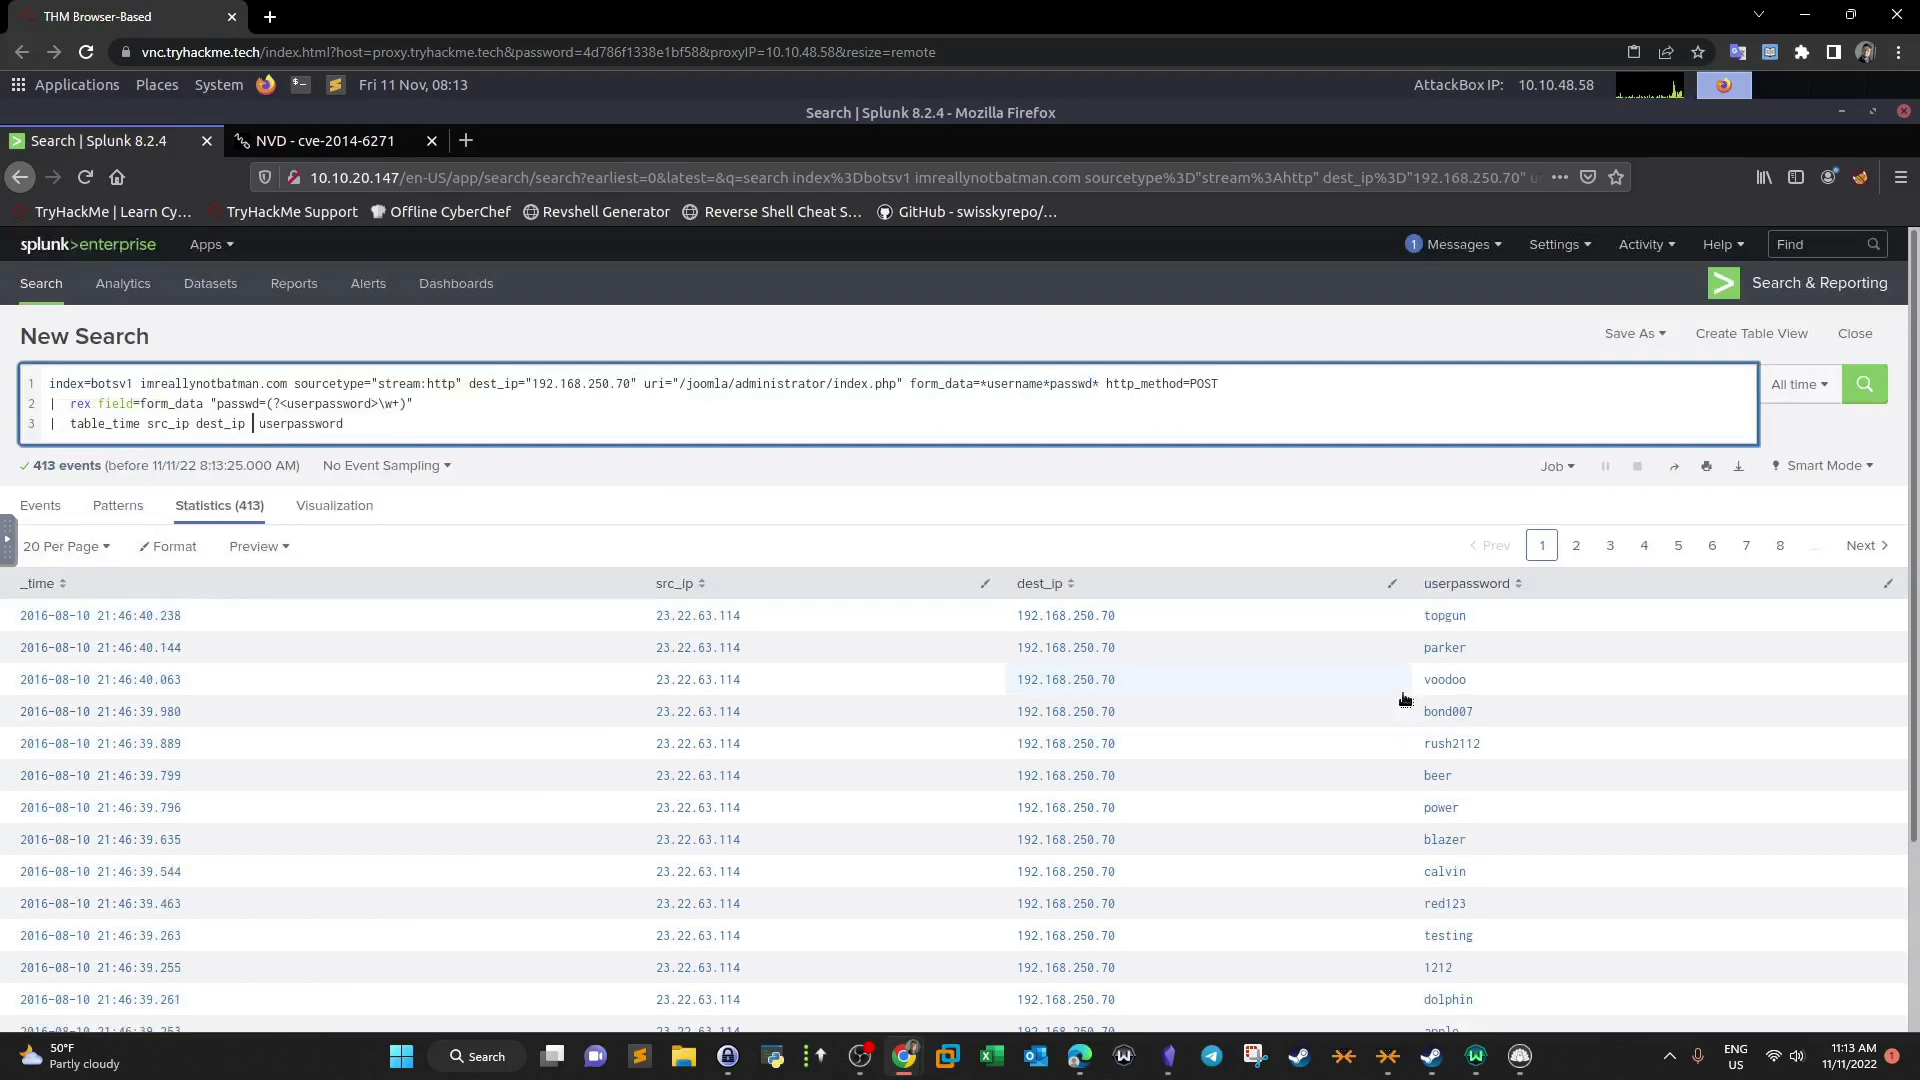 THM Browser-Based
vnc.tryhackme.tech/index.html?host=proxy.tryhackme.tech&password=4d786f1338e1bf58&proxyIP=10.10.48.58&resize=remote
Applications Places System Fri 11 Nov, 08:13 AttackBox IP: 10.10.48.58
Search | Splunk 8.2.4 - Mozilla Firefox
Search | Splunk 8.2.4 NVD - cve-2014-6271
10.10.20.147/en-US/app/search/search?earliest=0&latest=&q=search index%3Dbotsv1 imreallynotbatman.com sourcetype%3D"stream%3Ahttp" dest_ip%3D"192.168.250.70" u
TryHackMe | Learn Cy… TryHackMe Support Offline CyberChef Revshell Generator Reverse Shell Cheat S… GitHub - swisskyrepo/…
splunk>enterprise Apps 1 Messages Settings Activity Help Find
Search Analytics Datasets Reports Alerts Dashboards Search & Reporting
New Search Save As Create Table View Close
1 index=botsv1 imreallynotbatman.com sourcetype="stream:http" dest_ip="192.168.250.70" uri="/joomla/administrator/index.php" form_data=*username*passwd* http_method=POST All time
2 | rex field=form_data "passwd=(?<userpassword>\w+)"
3 | table_time src_ip dest_ip userpassword
413 events (before 11/11/22 8:13:25.000 AM) No Event Sampling Job Smart Mode
Events Patterns Statistics (413) Visualization
20 Per Page Format Preview < Prev 1 2 3 4 5 6 7 8 ... Next >
_time src_ip dest_ip userpassword
2016-08-10 21:46:40.238 23.22.63.114 192.168.250.70 topgun
2016-08-10 21:46:40.144 23.22.63.114 192.168.250.70 parker
2016-08-10 21:46:40.063 23.22.63.114 192.168.250.70 voodoo
2016-08-10 21:46:39.980 23.22.63.114 192.168.250.70 bond007
2016-08-10 21:46:39.889 23.22.63.114 192.168.250.70 rush2112
2016-08-10 21:46:39.799 23.22.63.114 192.168.250.70 beer
2016-08-10 21:46:39.796 23.22.63.114 192.168.250.70 power
2016-08-10 21:46:39.635 23.22.63.114 192.168.250.70 blazer
2016-08-10 21:46:39.544 23.22.63.114 192.168.250.70 calvin
2016-08-10 21:46:39.463 23.22.63.114 192.168.250.70 red123
2016-08-10 21:46:39.263 23.22.63.114 192.168.250.70 testing
2016-08-10 21:46:39.255 23.22.63.114 192.168.250.70 1212
2016-08-10 21:46:39.261 23.22.63.114 192.168.250.70 dolphin
2016-08-10 21:46:39.253 23.22.63.114 192.168.250.70 apple
50°F Search ENG 11:13 AM
Partly cloudy US 11/11/2022 1